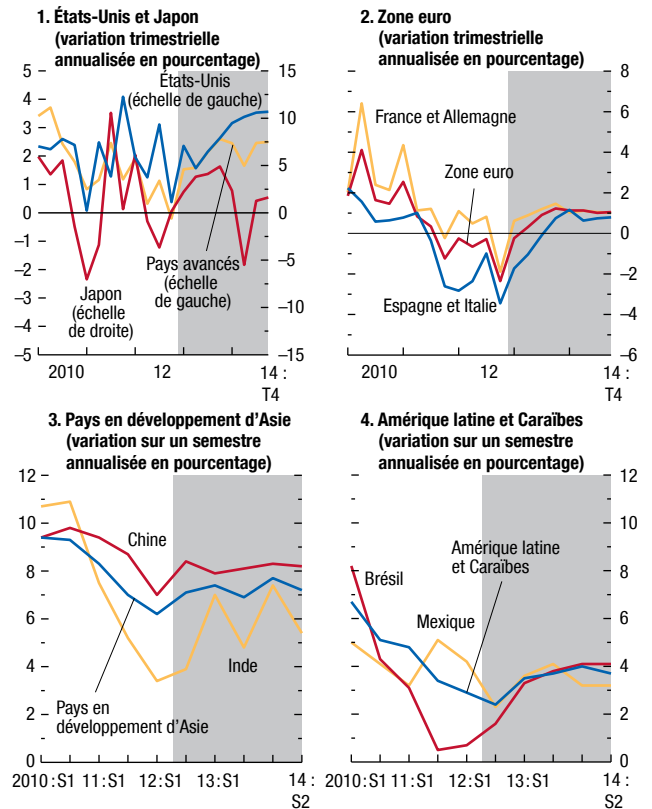 1. États-Unis et Japon
(variation trimestrielle
annualisée en pourcentage)
5
4
3
2
1
0
–1
–2
–3
–4
–5
15
10
5
0
–5
–10
–15
États-Unis
(échelle de gauche)
Pays avancés
(échelle
de gauche)
Japon
(échelle
de droite)
2010
12
14 :
T4
2. Zone euro
(variation trimestrielle
annualisée en pourcentage)
8
6
4
2
0
–2
–4
–6
France et Allemagne
Zone euro
Espagne et Italie
2010
12
14 :
T4
3. Pays en développement d’Asie
(variation sur un semestre
annualisée en pourcentage)
12
10
8
6
4
2
0
Chine
Inde
Pays en
développement d’Asie
2010:S1
11:S1
12:S1
13:S1
14 :
S2
4. Amérique latine et Caraïbes
(variation sur un semestre
annualisée en pourcentage)
12
10
8
6
4
2
0
Amérique latine
et Caraïbes
Brésil
Mexique
2010:S1
11:S1
12:S1
13:S1
14 :
S2